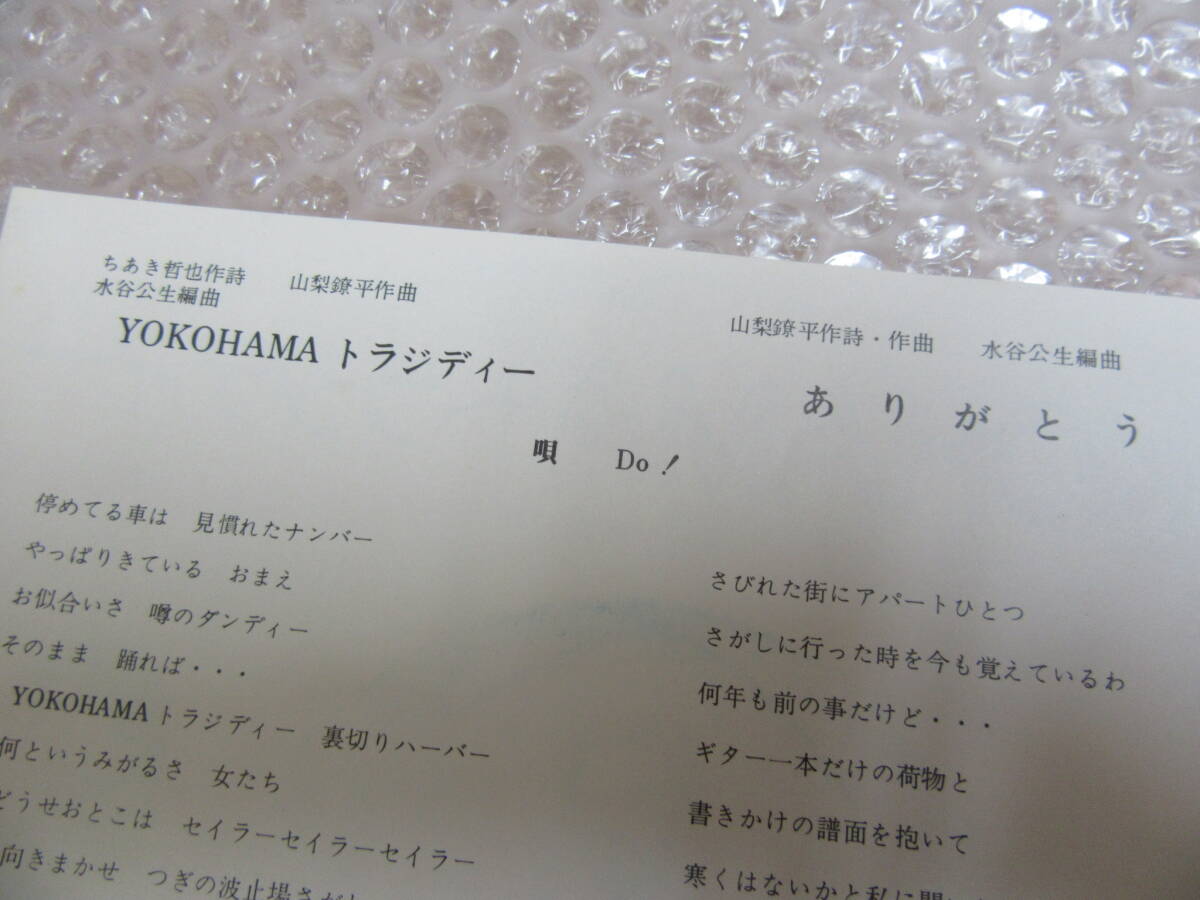 ちあき哲也作詩　山梨鐐平作曲
水谷公生編曲
YOKOHAMA トラジディー
唄　Do！
停めてる車は　見慣れたナンバー
やっぱりきている　おまえ
お似合いさ　噂のダンディー
そのまま　踊れば・・・
YOKOHAMA トラジディー　裏切りハーバー
何というみがるさ　女たち
どうせおとこは　セイラーセイラーセイラー
向きまかせ　つぎの波止場
山梨鐐平作詩・作曲　水谷公生編曲
ありがとう
さびれた街にアパートひとつ
さがしに行った時を今も覚えているわ
何年も前の事だけど・・・
ギター一本だけの荷物と
書きかけの譜面を抱いて
寒くはないかと私に